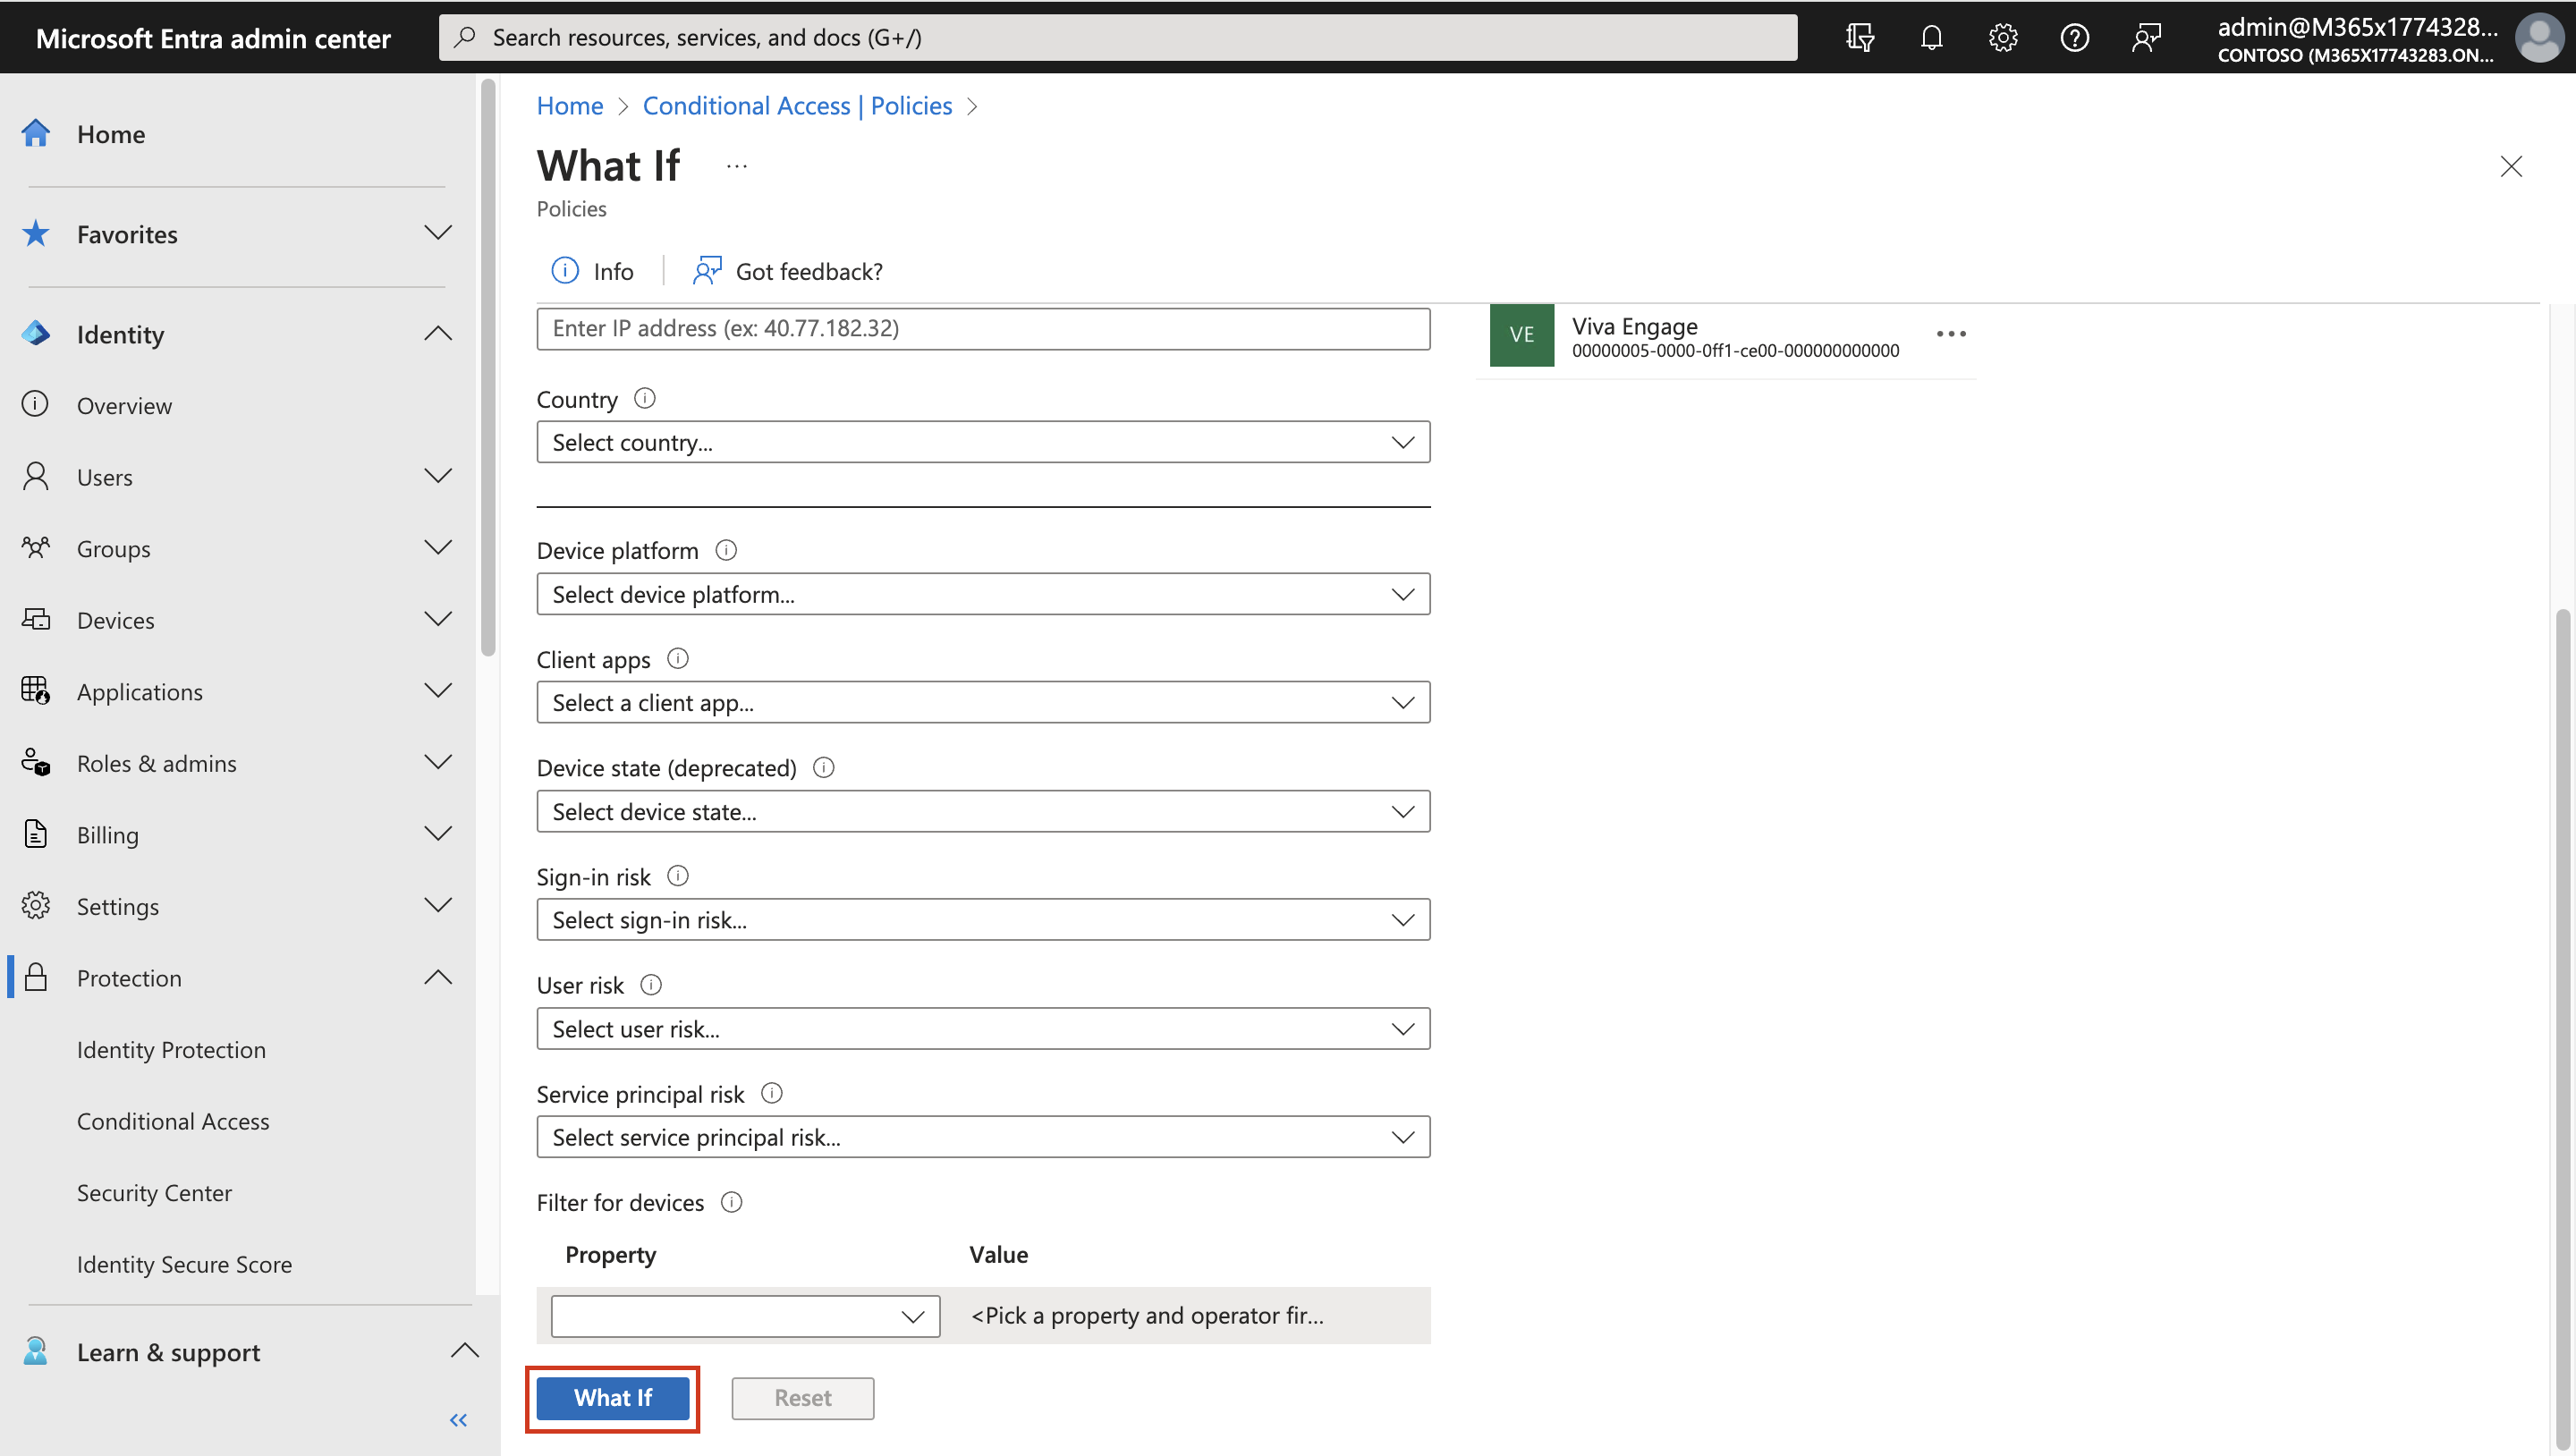 Microsoft Entra admin center
Search resources, services, and docs (G+/)
admin@M365x1774328...
CONTOSO (M365X17743283.ON...
Home
Favorites
Identity
Overview
Users
Groups
Devices
Applications
Roles & admins
Billing
Settings
Protection
Identity Protection
Conditional Access
Security Center
Identity Secure Score
Learn & support
Home > Conditional Access | Policies >
What If ...
Policies
Info
Got feedback?
Enter IP address (ex: 40.77.182.32)
Country
Select country...
Device platform
Select device platform...
Client apps
Select a client app...
Device state (deprecated)
Select device state...
Sign-in risk
Select sign-in risk...
User risk
Select user risk...
Service principal risk
Select service principal risk...
Filter for devices
Property Value
<Pick a property and operator fir...
What If
Reset
VE
Viva Engage
00000005-0000-0ff1-ce00-000000000000